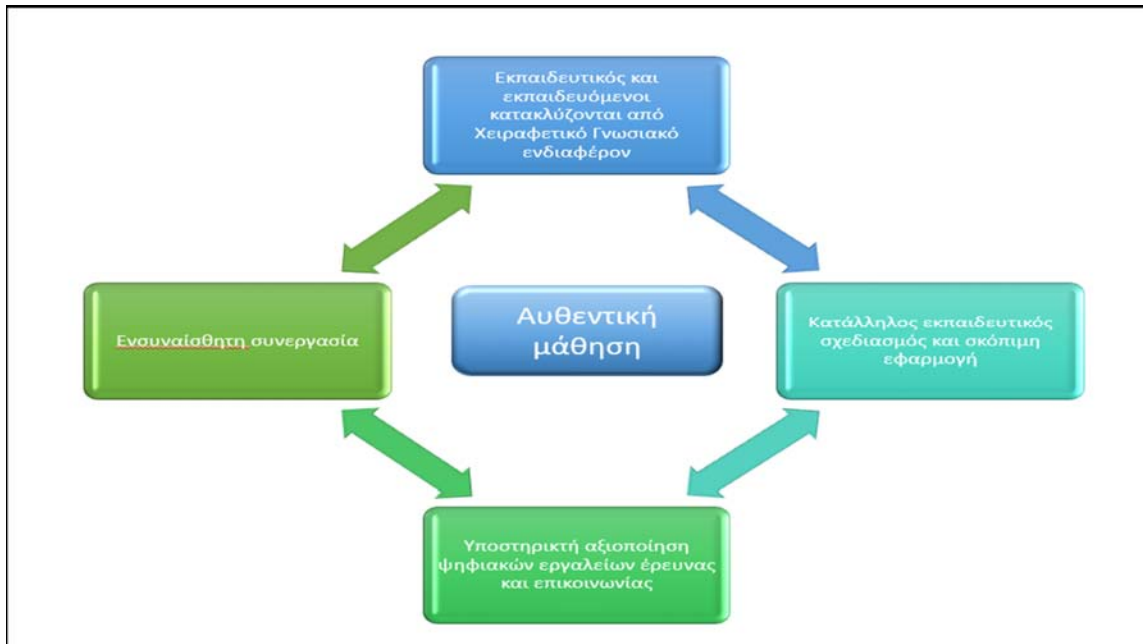 Εκπαιδευτικός και
εκπαιδευόμενοι
κατακλύζονται από
Χειραφετικό Γνωσιακό
ενδιαφέρον
Ενσυναίσθητη συνεργασία
Αυθεντική
μάθηση
Κατάλληλος εκπαιδευτικός
σχεδιασμός και σκόπιμη
εφαρμογή
Υποστηρικτή αξιοποίηση
ψηφιακών εργαλείων έρευνας
και επικοινωνίας